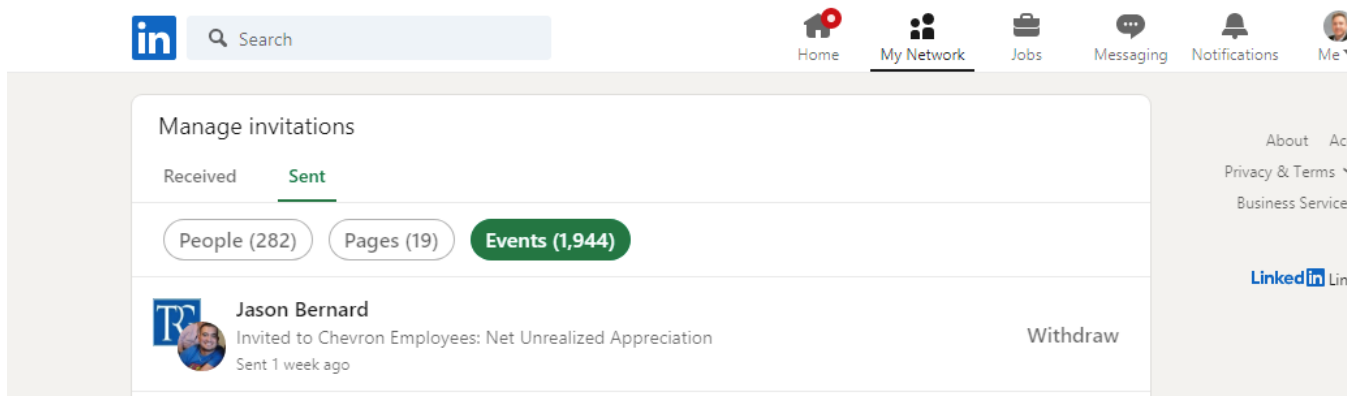 in Search
Home My Network Jobs Messaging Notifications Me
Manage invitations
Received Sent
People (282) Pages (19) Events (1,944)
TRG
Jason Bernard
Invited to Chevron Employees: Net Unrealized Appreciation
Sent 1 week ago
Withdraw
About
Privacy & Terms
Business Service
Linked in Lin